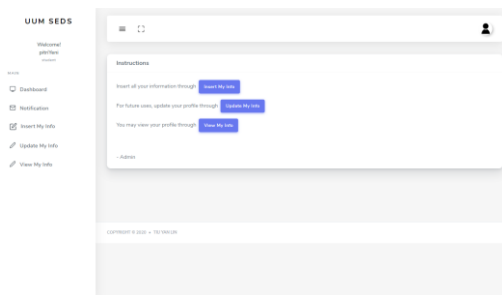 UUM SEDS
Welcome!
Dashboard
Notification
Insert My Info
Update My Info
View My Info
Instructions
Insert all your information through Insert My Info
For future uses, update your profile through Update My Info
You may view your profile through View My Info
- Admin
COPYRIGHT © 2020